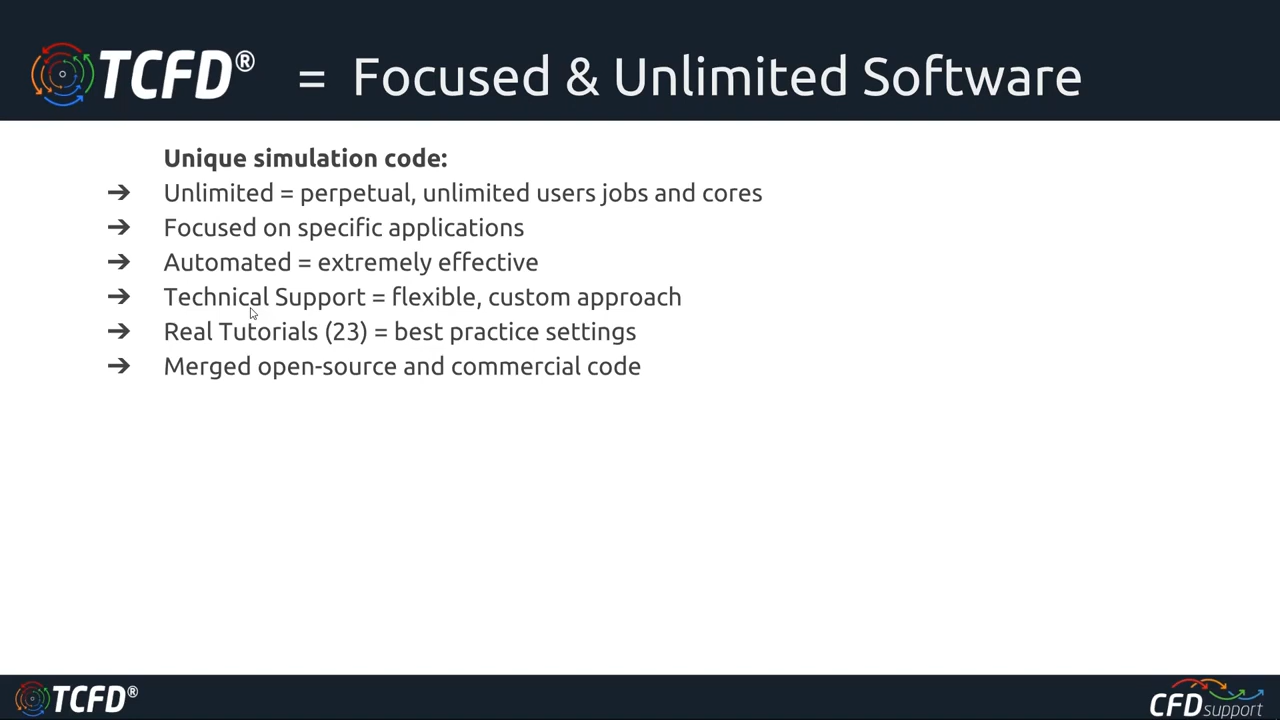 TCFD® = Focused & Unlimited Software
Unique simulation code:
➔ Unlimited = perpetual, unlimited users jobs and cores
➔ Focused on specific applications
➔ Automated = extremely effective
➔ Technical Support = flexible, custom approach
➔ Real Tutorials (23) = best practice settings
➔ Merged open-source and commercial code
TCFD®
CFDsupport